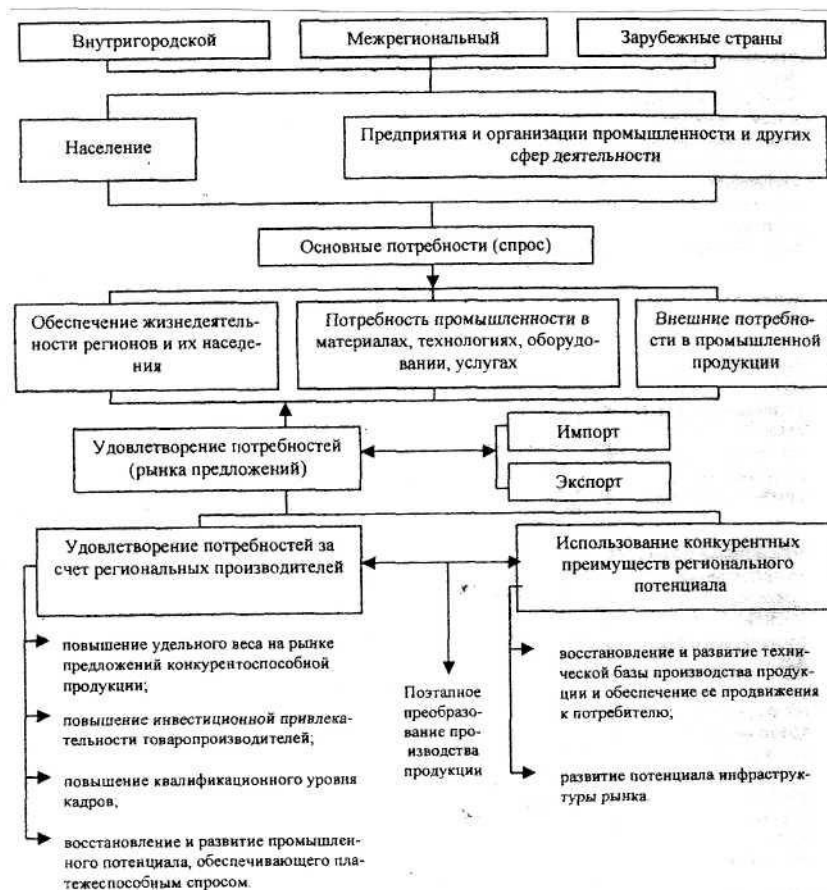 Внутригородской
Межрегиональный
Зарубежные страны
Население
Предприятия и организации промышленности и других
сфер деятельности
Основные потребности (спрос)
Обеспечение жизнедеятель-
ности регионов и их населе-
ния
Потребность промышленности в
материалах, технологиях, оборудо-
вании, услугах
Внешние потребно-
сти в промышленной
продукции
Удовлетворение потребностей
(рынка предложений)
Импорт
Экспорт
Удовлетворение потребностей за
счет региональных производителей
Использование конкурентных
преимуществ регионального
потенциала
повышение удельного веса на рынке
предложений конкурентоспособной
продукции;
повышение инвестиционной привлека-
тельности товаропроизводителей;
повышение квалификационного уровня
кадров;
восстановление и развитие промышлен-
ного потенциала, обеспечивающего пла-
тежеспособным спросом.
Поэтапное
преобразо-
вание про-
изводства
продукции
восстановление и развитие техни-
ческой базы производства продук-
ции и обеспечение ее продвижения
к потребителю;
развитие потенциала инфраструк-
туры рынка.